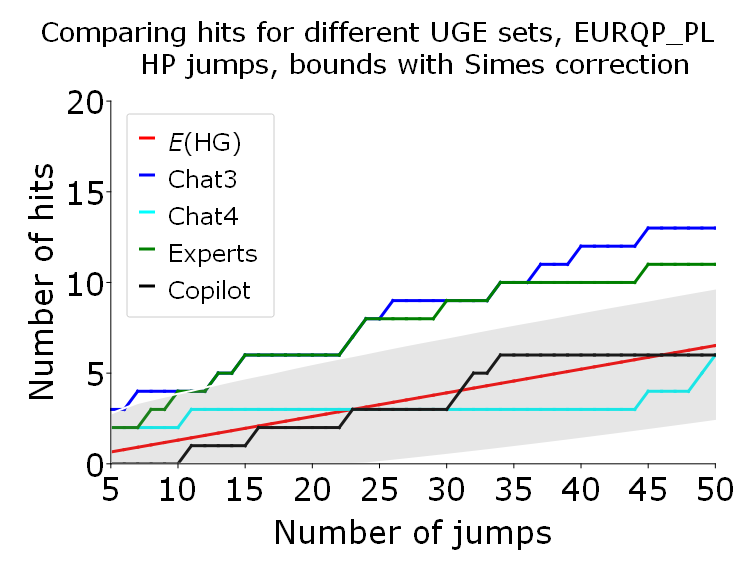 Comparing hits for different UGE sets, EURQP_PL
HP jumps, bounds with Simes correction
Number of hits
20
15
10
5
0
E(HG)
Chat3
Chat4
Experts
Copilot
5 10 15 20 25 30 35 40 45 50
Number of jumps